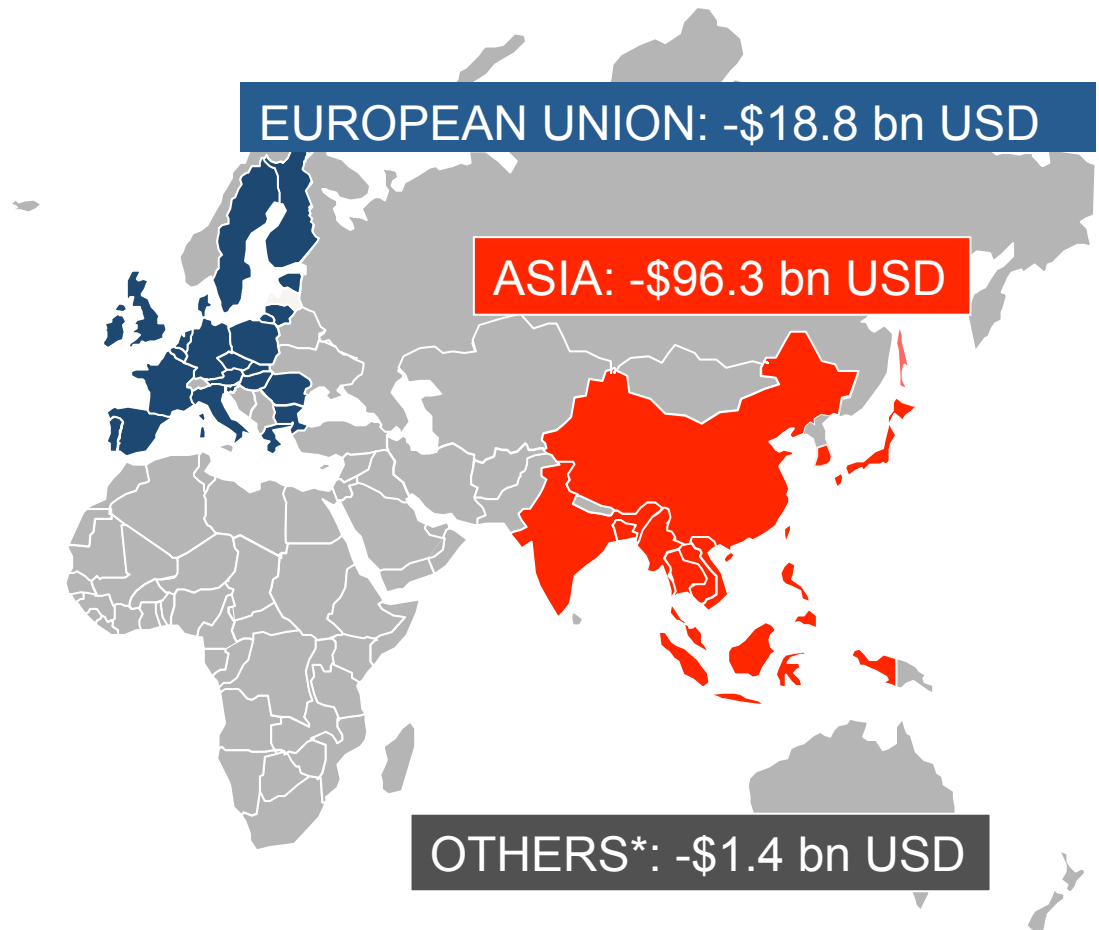 EUROPEAN UNION: -$18.8 bn USD
ASIA: -$96.3 bn USD
OTHERS*: -$1.4 bn USD